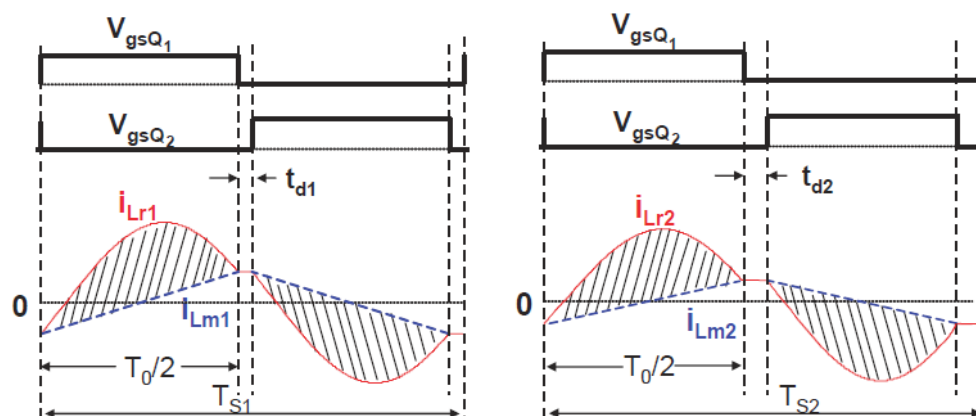 VgsQ1
VgsQ2
td1
iLr1
0
iLm1
T0/2
TS1
VgsQ1
VgsQ2
td2
iLr2
0
iLm2
T0/2
TS2